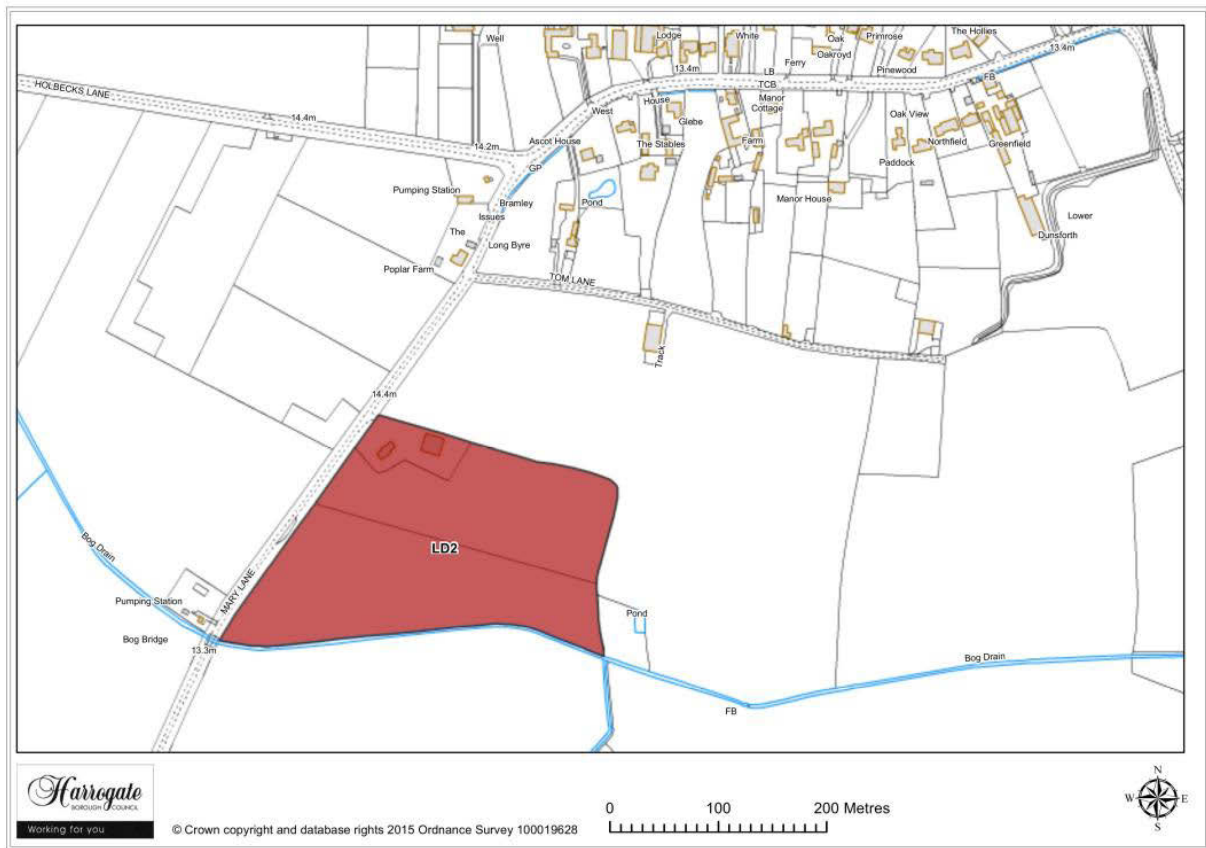 Well
Lodge
White
Oak
Primrose
The Hollies
Oakroyd
13.4m
Ferry
Pinewood
13.4m
LB
TCB
FB
HOLBECKS LANE
House
Manor
Cottage
West
14.4m
Glebe
Oak View
14.2m
Ascot House
The Stables
Farm
Northfield
Greenfield
GP
Paddock
Pumping Station
Bramley
Pond
Manor House
Issues
Lower
The
Long Byre
Dunsforth
Poplar Farm
TOM LANE
Track
14.4m
LD2
Bog Drain
MARY LANE
Pumping Station
Pond
Bog Bridge
13.3m
Bog Drain
FB
Harrogate
BOROUGH COUNCIL
Working for you
© Crown copyright and database rights 2015 Ordnance Survey 100019628
0 100 200 Metres
N
W E
S